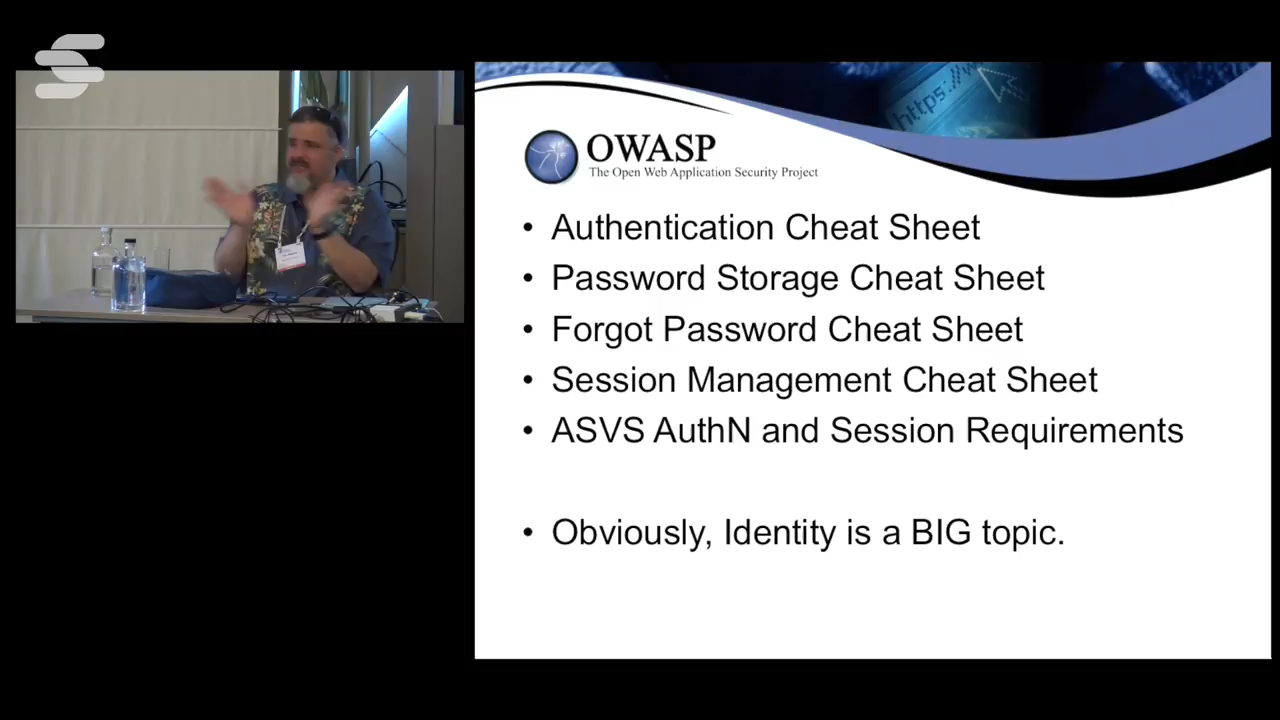 https://w
OWASP
The Open Web Application Security Project
• Authentication Cheat Sheet
• Password Storage Cheat Sheet
• Forgot Password Cheat Sheet
• Session Management Cheat Sheet
• ASVS AuthN and Session Requirements
• Obviously, Identity is a BIG topic.